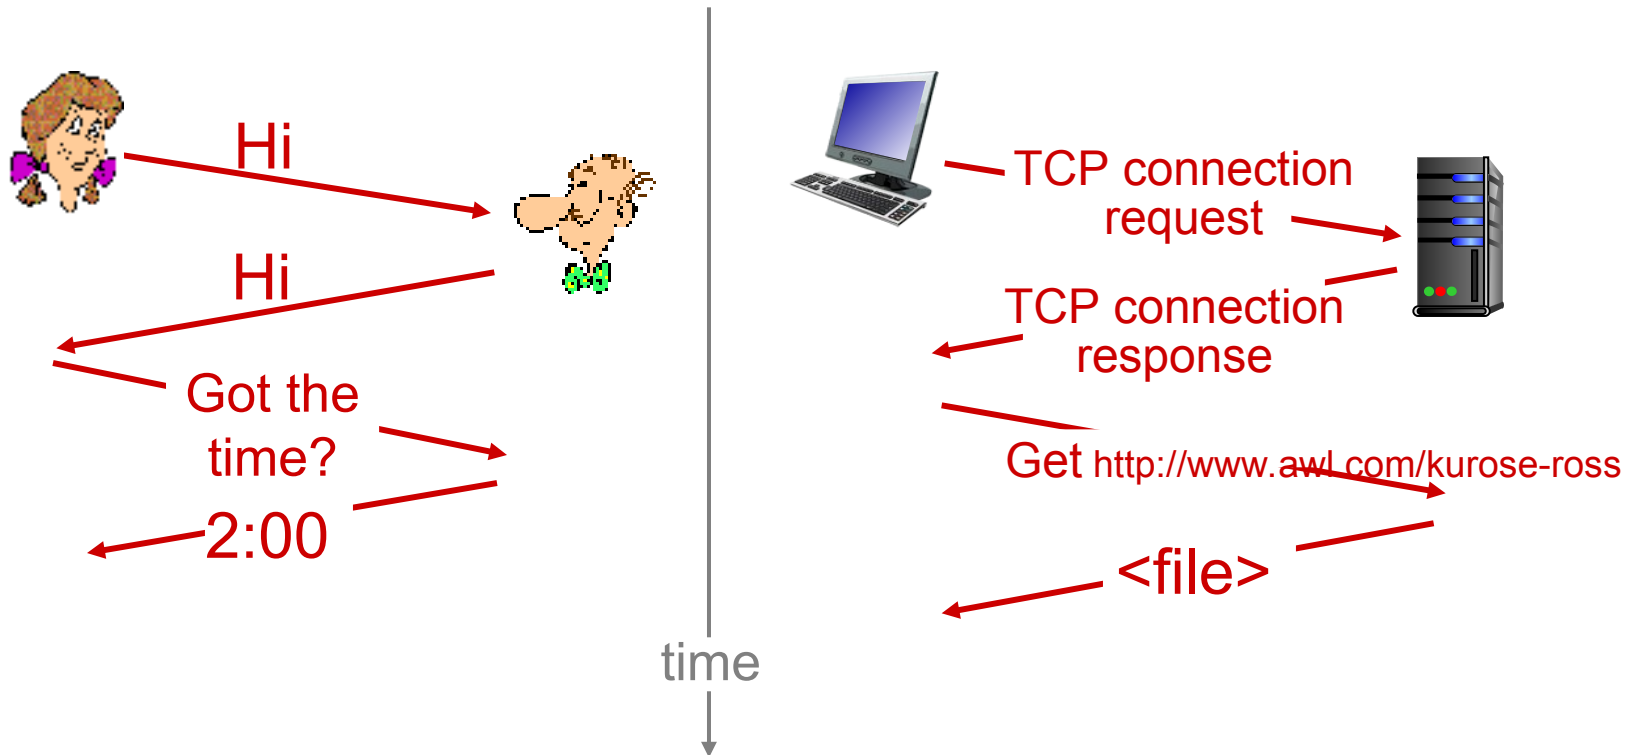 Hi
Hi
Got the
time?
2:00
TCP connection
request
TCP connection
response
Get http://www.awl.com/kurose-ross
<file>
time